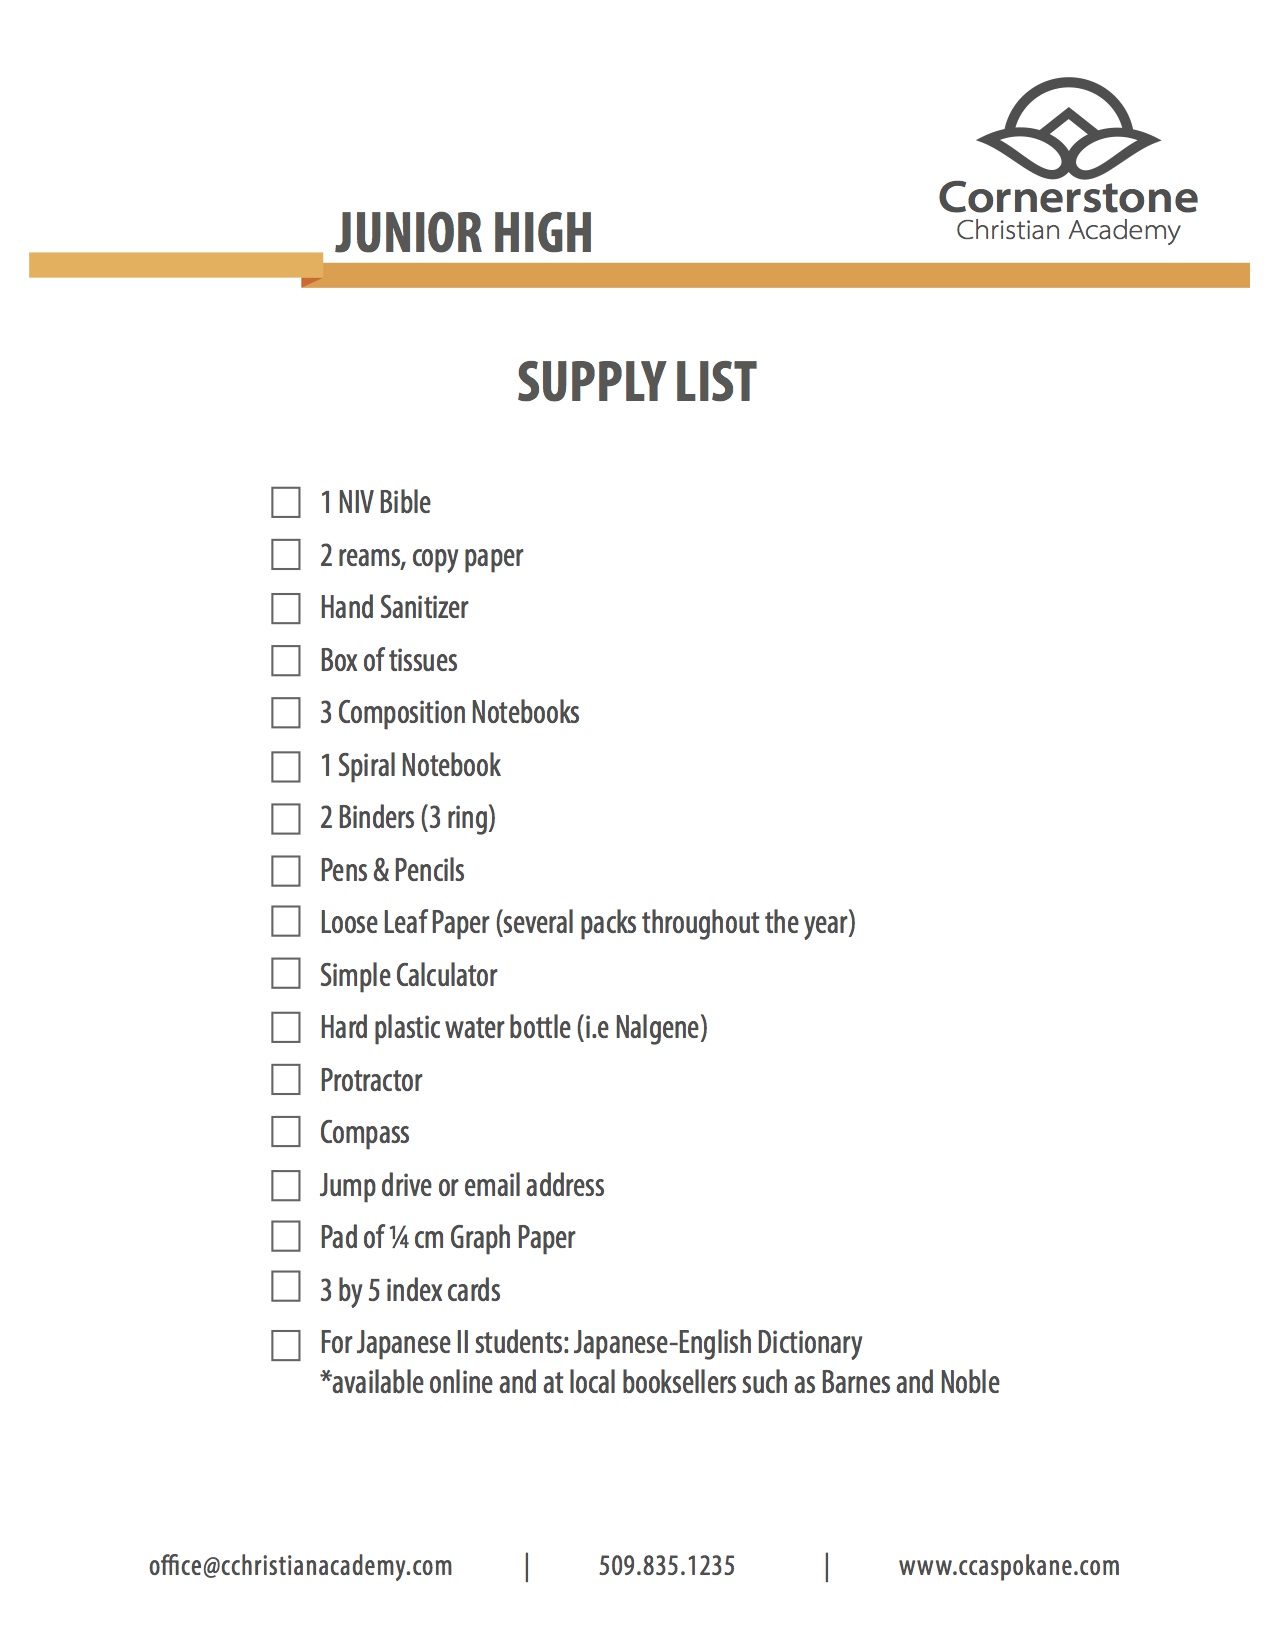 Cornerstone
Christian Academy
JUNIOR HIGH
SUPPLY LIST
1 NIV Bible
2 reams, copy paper
Hand Sanitizer
Box of tissues
3 Composition Notebooks
1 Spiral Notebook
2 Binders (3 ring)
Pens & Pencils
Loose Leaf Paper (several packs throughout the year)
Simple Calculator
Hard plastic water bottle (i.e Nalgene)
Protractor
Compass
Jump drive or email address
Pad of ¼ cm Graph Paper
3 by 5 index cards
For Japanese II students: Japanese-English Dictionary
*available online and at local booksellers such as Barnes and Noble
office@cchristianacademy.com | 509.835.1235 | www.ccaspokane.com